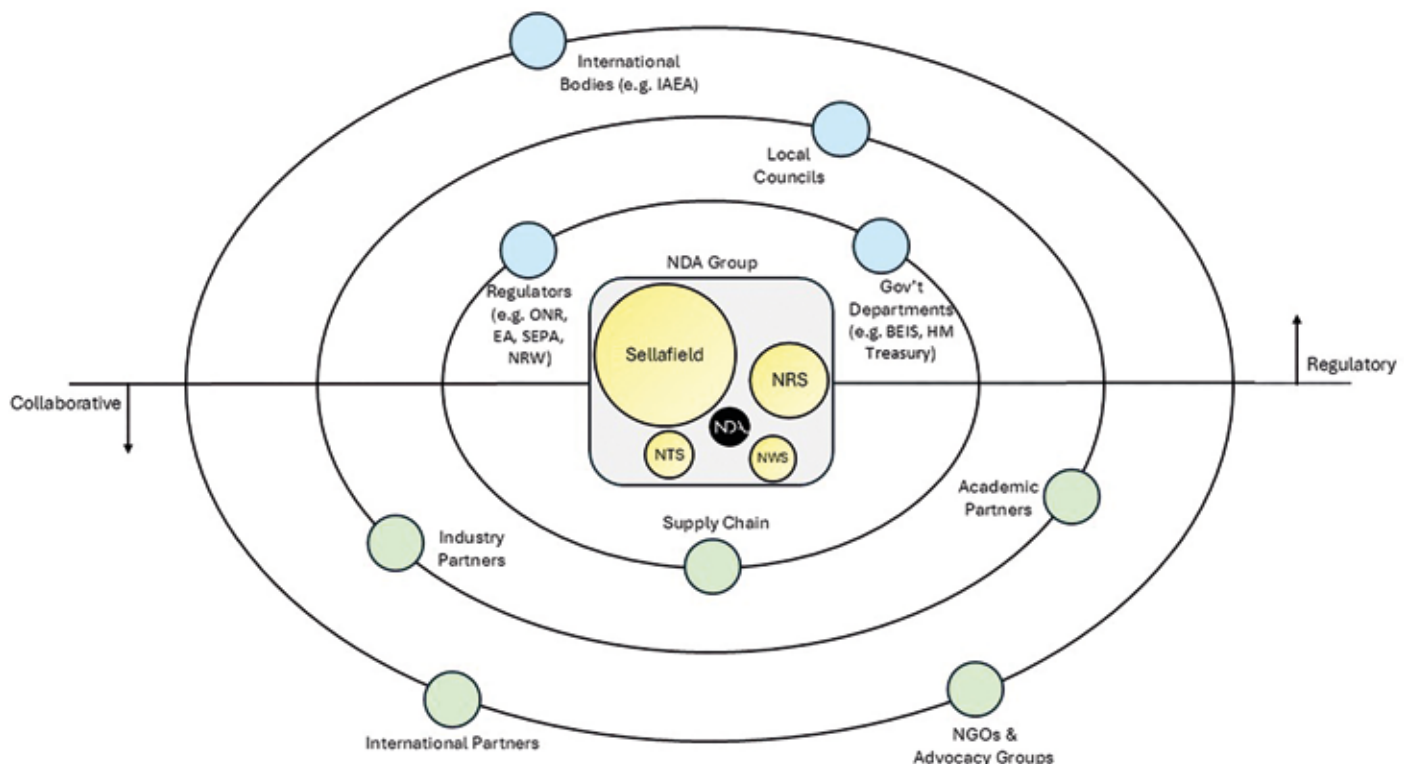 International
Bodies (e.g. IAEA)
Local
Councils
NDA Group
Regulators
(e.g. ONR,
EA, SEPA,
NRW)
Gov't
Departments
(e.g. BEIS, HM
Treasury)
Sellafield
NRS
Regulatory
Collaborative
NDA
NTS
NWS
Academic
Partners
Supply Chain
Industry
Partners
International Partners
NGOs &
Advocacy Groups